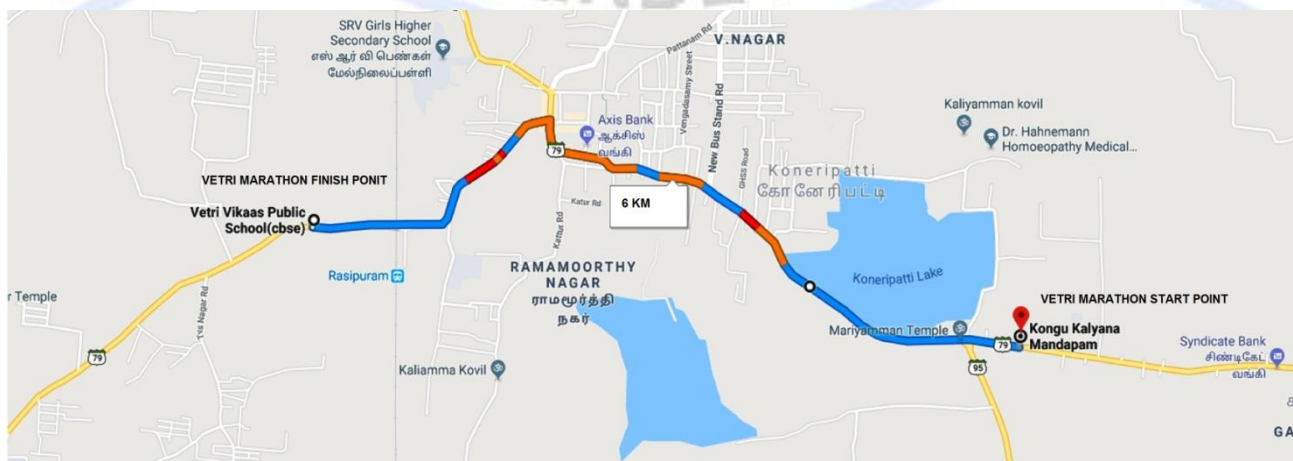 SRV Girls Higher
Secondary School
எஸ் ஆர் வி பெண்கள்
மேல்நிலைப்பள்ளி
Pattanam Rd
V.NAGAR
Vengadasamy Street
New Bus Stand Rd
GHSS Road
Kaliyamman kovil
Dr. Hahnemann
Homoeopathy Medical...
Axis Bank
ஆக்சிஸ்
வங்கி
79
Koneripatti
கோனேரிபட்டி
VETRI MARATHON FINISH PONIT
Vetri Vikaas Public
School(cbse)
Katur Rd
6 KM
Kattur Rd
Rasipuram
RAMAMOORTHY
NAGAR
ராமமூர்த்தி
நகர்
Koneripatti Lake
r Temple
Tvs Nagar Rd
VETRI MARATHON START POINT
Mariyamman Temple
79
Kongu Kalyana
Mandapam
Syndicate Bank
சிண்டிகேட்
வங்கி
79
Kaliamma Kovil
95
GA